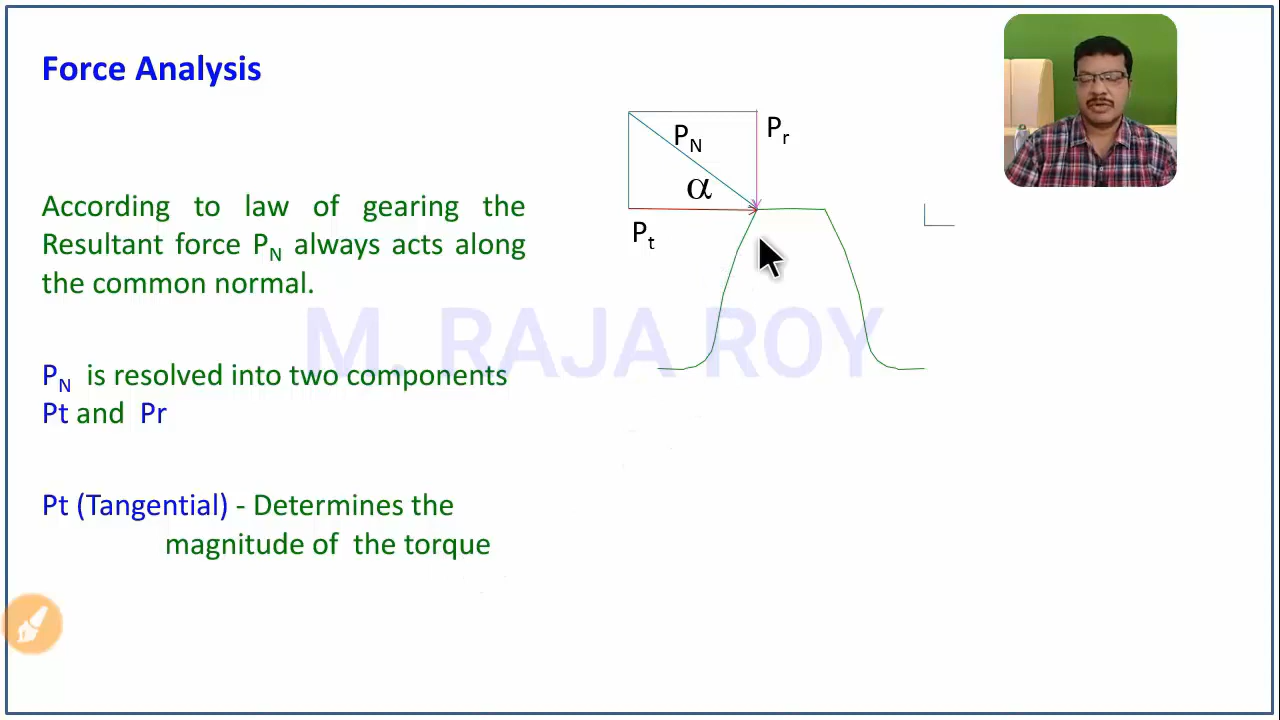 Force Analysis
According to law of gearing the
Resultant force PN always acts along
the common normal.
PN is resolved into two components
Pt and Pr
Pt (Tangential) - Determines the
magnitude of the torque
PN
Pr
α
Pt
M. RAJA ROY